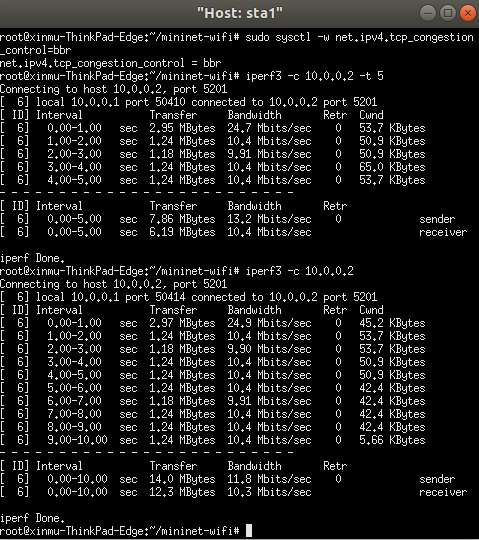 "Host: sta1"
root@xinmu-ThinkPad-Edge:~/mininet-wifi# sudo sysctl -w net.ipv4.tcp_congestion
_control=bbr
net.ipv4.tcp_congestion_control = bbr
root@xinmu-ThinkPad-Edge:~/mininet-wifi# iperf3 -c 10.0.0.2 -t 5
Connecting to host 10.0.0.2, port 5201
[  6] local 10.0.0.1 port 50410 connected to 10.0.0.2 port 5201
[ ID] Interval           Transfer     Bandwidth       Retr  Cwnd
[  6]   0.00-1.00   sec  2.95 MBytes  24.7 Mbits/sec    0   53.7 KBytes
[  6]   1.00-2.00   sec  1.24 MBytes  10.4 Mbits/sec    0   50.9 KBytes
[  6]   2.00-3.00   sec  1.18 MBytes  9.91 Mbits/sec    0   50.9 KBytes
[  6]   3.00-4.00   sec  1.24 MBytes  10.4 Mbits/sec    0   65.0 KBytes
[  6]   4.00-5.00   sec  1.24 MBytes  10.4 Mbits/sec    0   53.7 KBytes
- - - - - - - - - - - - - - - - - - - - - - - - -
[ ID] Interval           Transfer     Bandwidth       Retr
[  6]   0.00-5.00   sec  7.86 MBytes  13.2 Mbits/sec    0             sender
[  6]   0.00-5.00   sec  6.19 MBytes  10.4 Mbits/sec                  receiver
iperf Done.
root@xinmu-ThinkPad-Edge:~/mininet-wifi# iperf3 -c 10.0.0.2
Connecting to host 10.0.0.2, port 5201
[  6] local 10.0.0.1 port 50414 connected to 10.0.0.2 port 5201
[ ID] Interval           Transfer     Bandwidth       Retr  Cwnd
[  6]   0.00-1.00   sec  2.97 MBytes  24.9 Mbits/sec    0   45.2 KBytes
[  6]   1.00-2.00   sec  1.24 MBytes  10.4 Mbits/sec    0   53.7 KBytes
[  6]   2.00-3.00   sec  1.18 MBytes  9.90 Mbits/sec    0   53.7 KBytes
[  6]   3.00-4.00   sec  1.24 MBytes  10.4 Mbits/sec    0   50.9 KBytes
[  6]   4.00-5.00   sec  1.24 MBytes  10.4 Mbits/sec    0   50.9 KBytes
[  6]   5.00-6.00   sec  1.24 MBytes  10.4 Mbits/sec    0   42.4 KBytes
[  6]   6.00-7.00   sec  1.18 MBytes  9.91 Mbits/sec    0   42.4 KBytes
[  6]   7.00-8.00   sec  1.24 MBytes  10.4 Mbits/sec    0   42.4 KBytes
[  6]   8.00-9.00   sec  1.24 MBytes  10.4 Mbits/sec    0   42.4 KBytes
[  6]   9.00-10.00  sec  1.24 MBytes  10.4 Mbits/sec    0   5.66 KBytes
- - - - - - - - - - - - - - - - - - - - - - - - -
[ ID] Interval           Transfer     Bandwidth       Retr
[  6]   0.00-10.00  sec  14.0 MBytes  11.8 Mbits/sec    0             sender
[  6]   0.00-10.00  sec  12.3 MBytes  10.3 Mbits/sec                  receiver
iperf Done.
root@xinmu-ThinkPad-Edge:~/mininet-wifi#